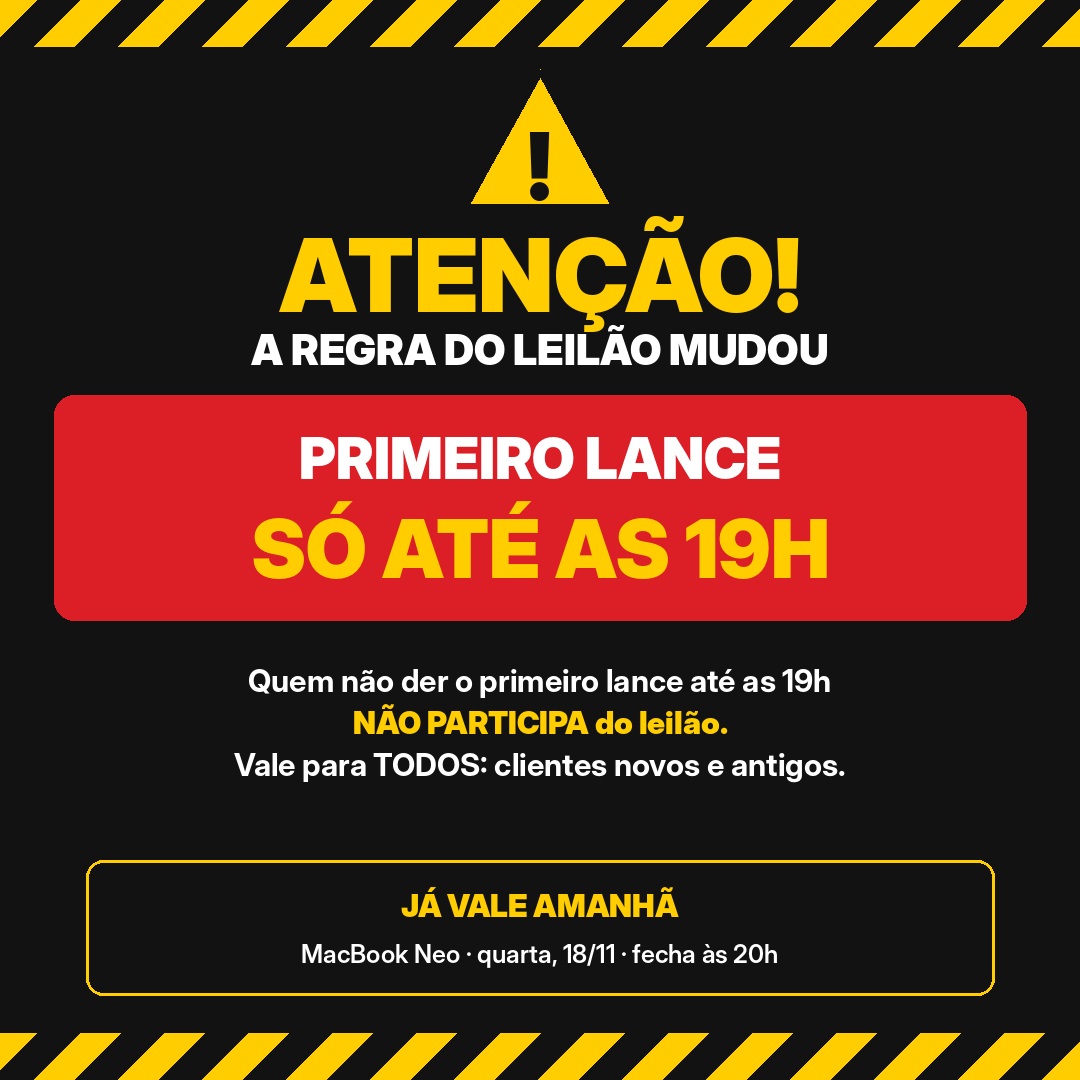 !
ATENÇÃO!
A REGRA DO LEILÃO MUDOU
PRIMEIRO LANCE
SÓ ATÉ AS 19H
Quem não der o primeiro lance até as 19h
NÃO PARTICIPA do leilão.
Vale para TODOS: clientes novos e antigos.
JÁ VALE AMANHÃ
MacBook Neo · quarta, 18/11 · fecha às 20h